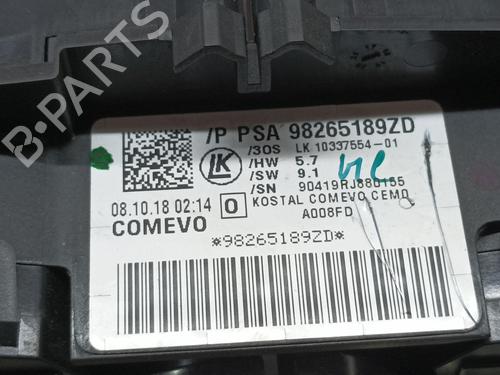 /P PSA 98265189ZD
/3OS LK 10337554-01
LK
/HW 5.7
/SW 9.1
/SN 90419RJ880155
08.10.18 02:14 O KOSTAL COMEVO CEMO
COMEVO A008FD
*98265189ZD*
B-PARTS